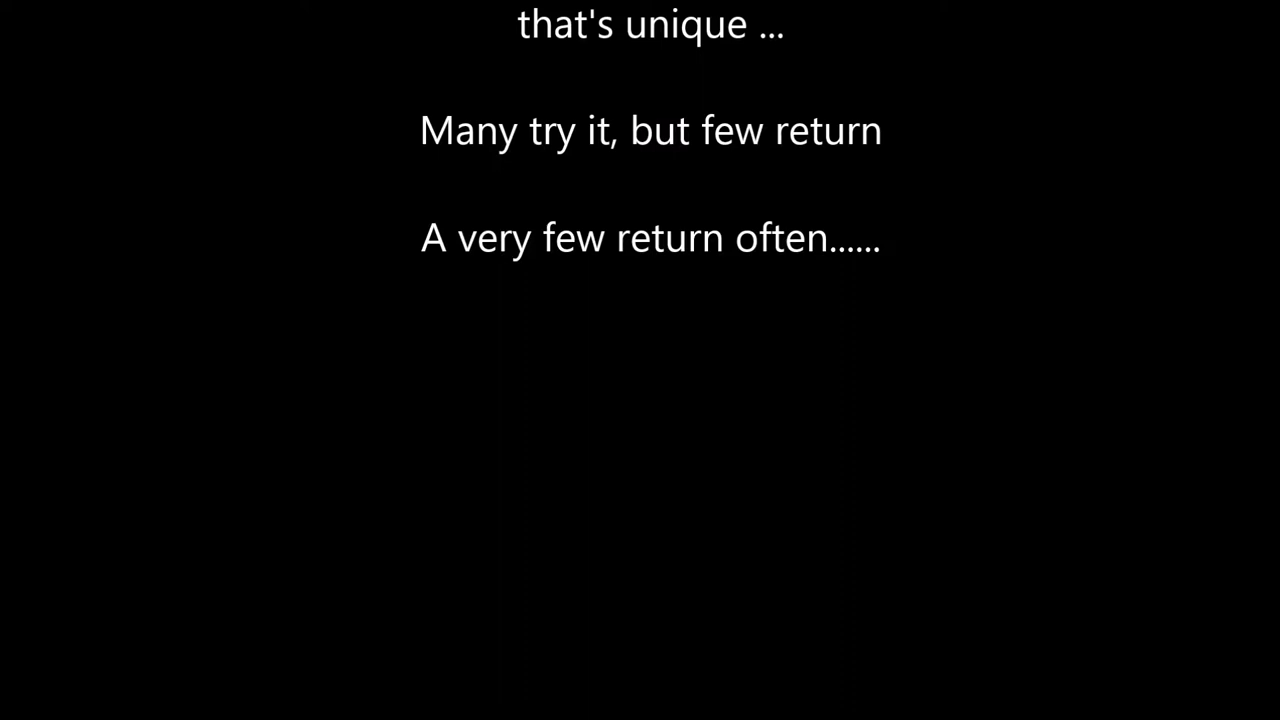 that's unique ...
Many try it, but few return
A very few return often......